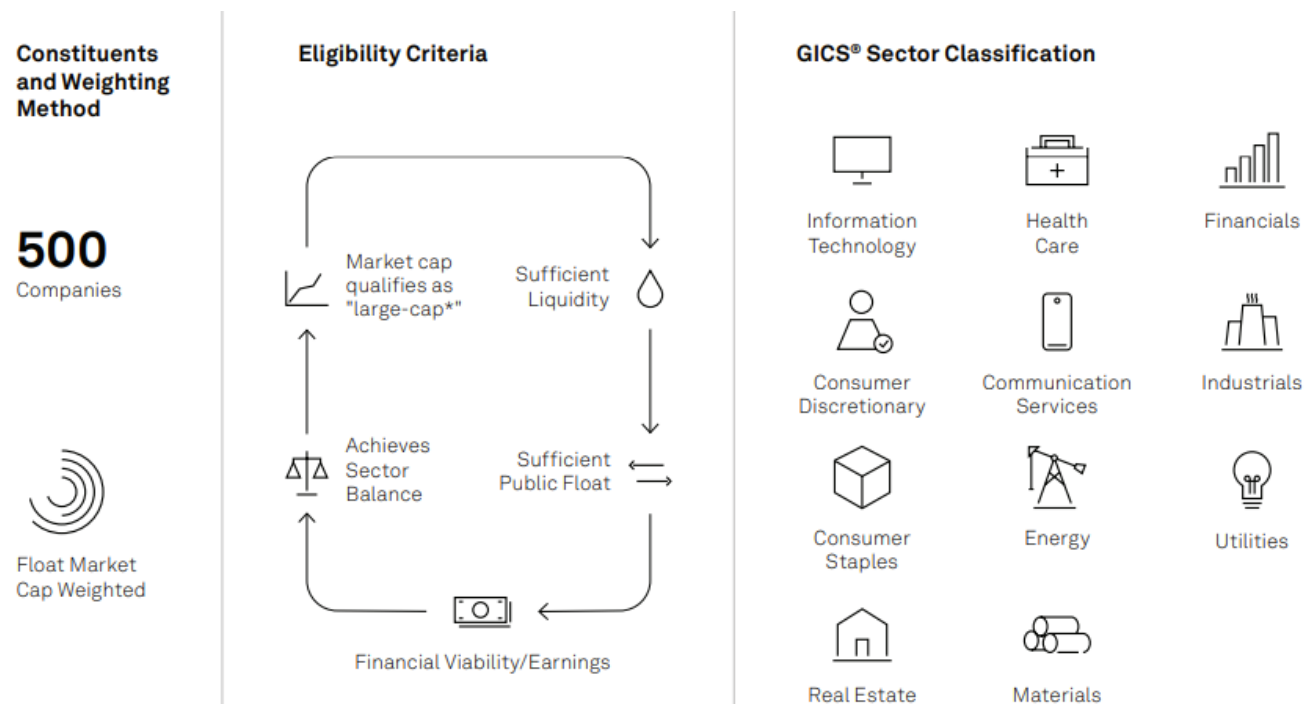 Constituents
and Weighting
Method
500
Companies
Float Market
Cap Weighted
Eligibility Criteria
Market cap
qualifies as
"large-cap*"
Sufficient
Liquidity
Achieves
Sector
Balance
Sufficient
Public Float
Financial Viability/Earnings
GICS® Sector Classification
Information
Technology
Health
Care
Financials
Consumer
Discretionary
Communication
Services
Industrials
Consumer
Staples
Energy
Utilities
Real Estate
Materials